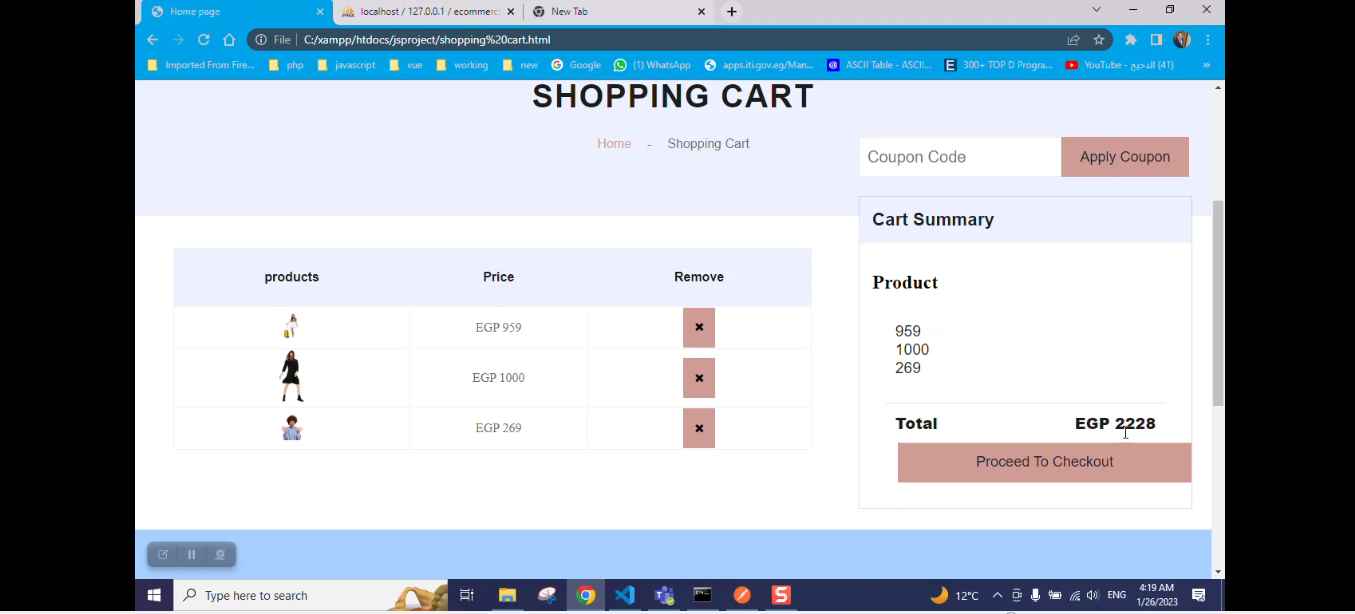 Home page
localhost / 127.0.0.1 / ecommerc
New Tab
File
C:/xampp/htdocs/jsproject/shopping%20cart.html
Imported From Fire...
php
javascript
vue
working
new
Google
(1) WhatsApp
apps.iti.gov.eg/Man...
ASCII Table - ASCII...
300+ TOP D Progra...
YouTube - الدحيح (41)
»
SHOPPING CART
Home - Shopping Cart
Coupon Code
Apply Coupon
Cart Summary
products Price Remove
EGP 959
EGP 1000
EGP 269
Product
959
1000
269
Total EGP 2228
Proceed To Checkout
Type here to search
12°C
ENG
4:19 AM
1/26/2023